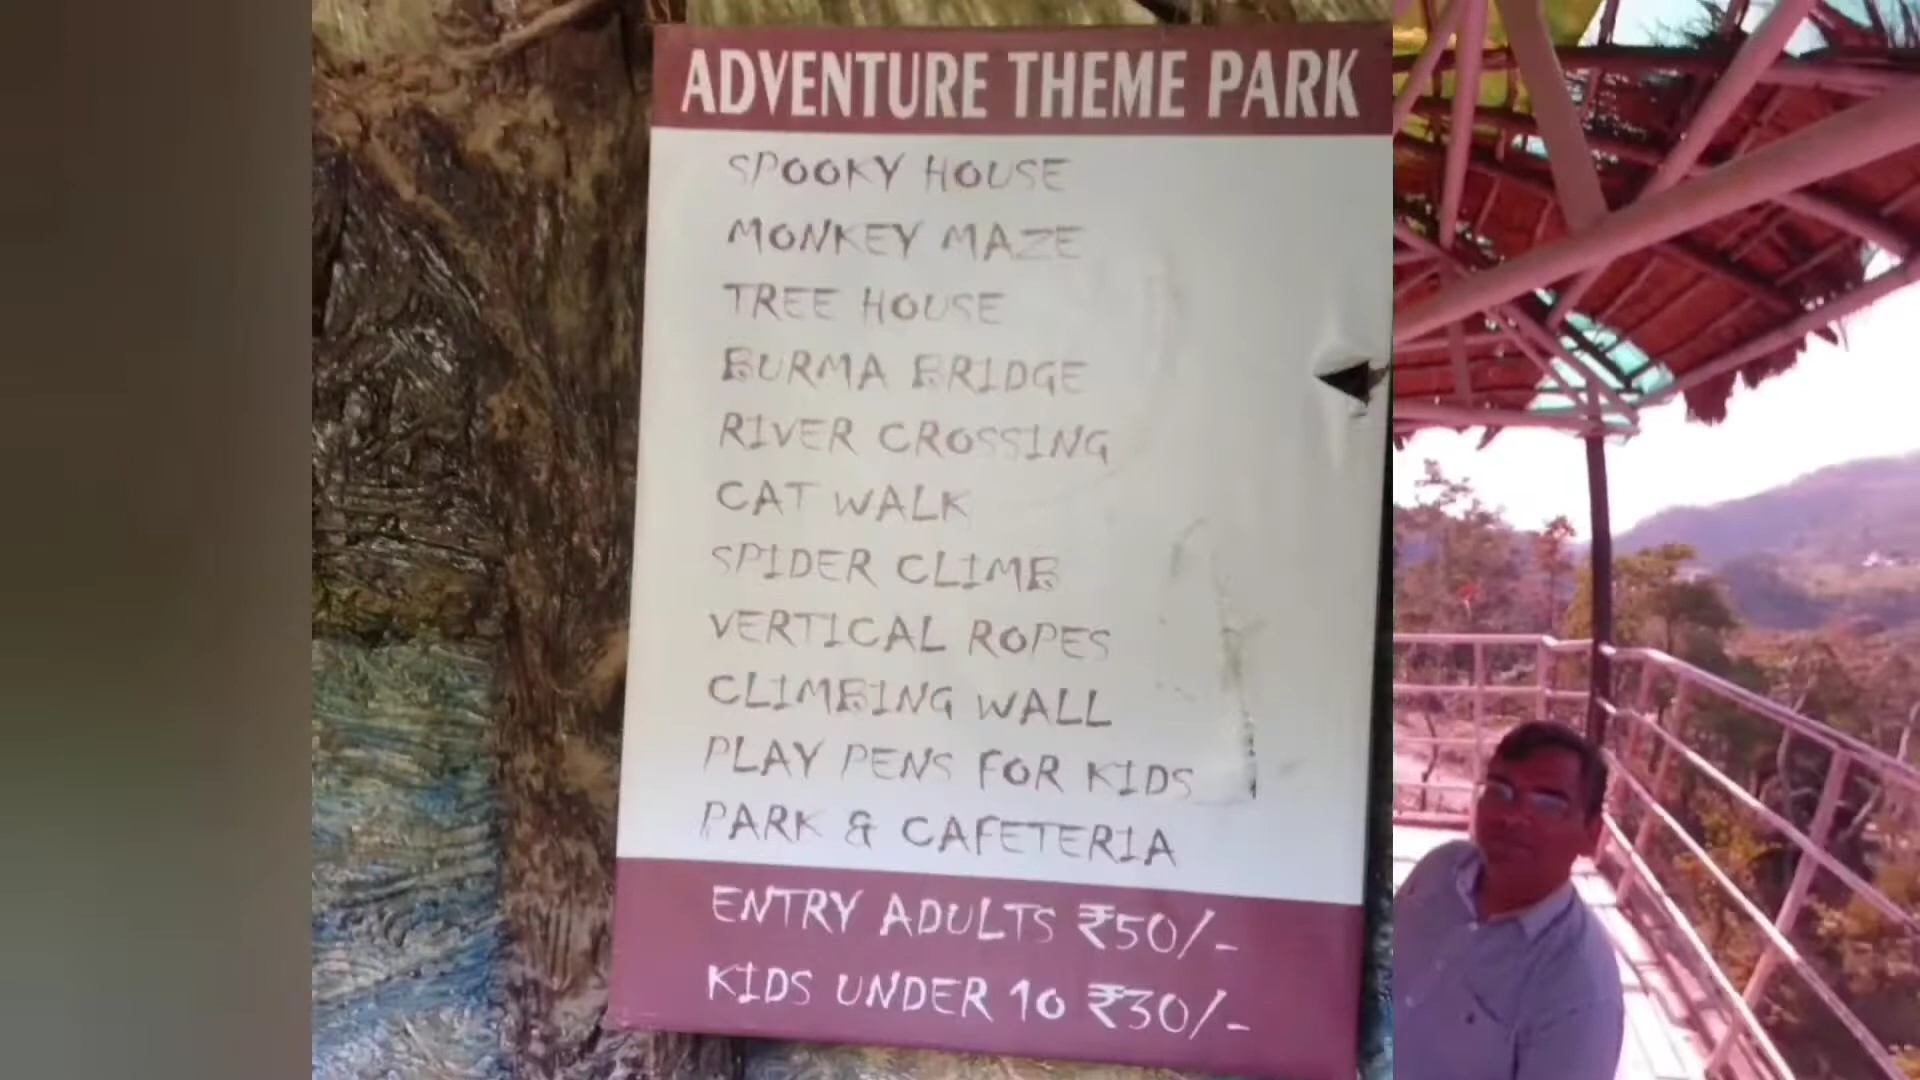 ADVENTURE THEME PARK
SPOOKY HOUSE
MONKEY MAZE
TREE HOUSE
BURMA BRIDGE
RIVER CROSSING
CAT WALK
SPIDER CLIMB
VERTICAL ROPES
CLIMBING WALL
PLAY PENS FOR KIDS
PARK & CAFETERIA
ENTRY ADULTS ₹50/-
KIDS UNDER 10 ₹30/-